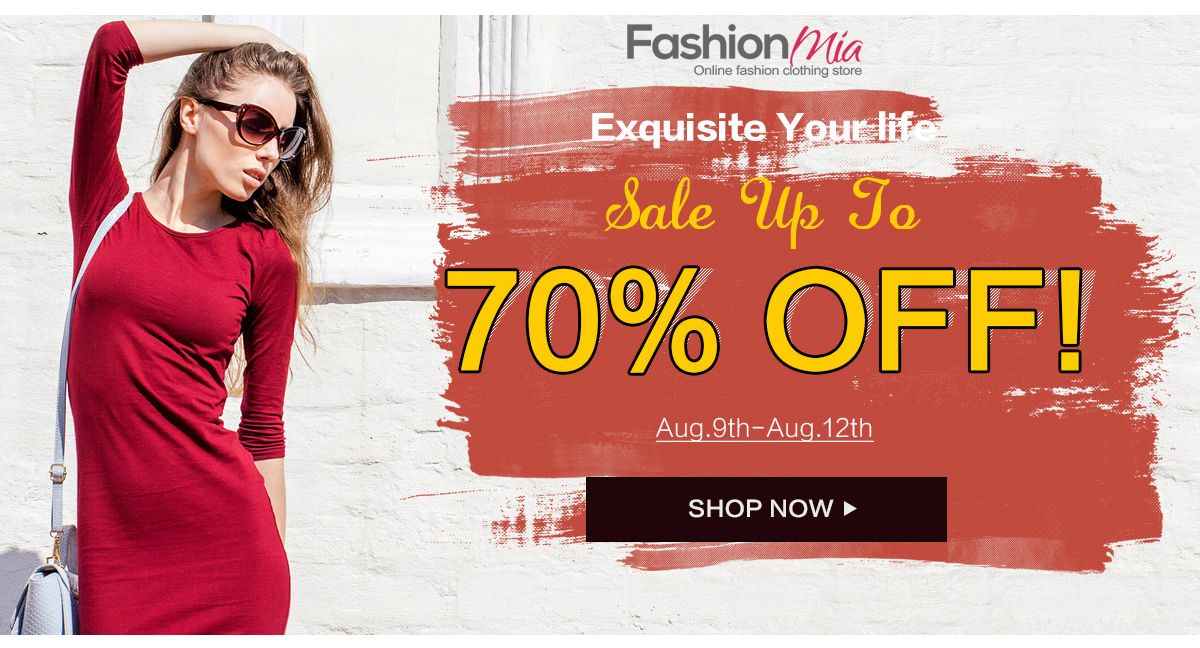 FashionMia
Online fashion clothing store
Exquisite Your life
Sale Up To
70% OFF!
Aug.9th-Aug.12th
SHOP NOW